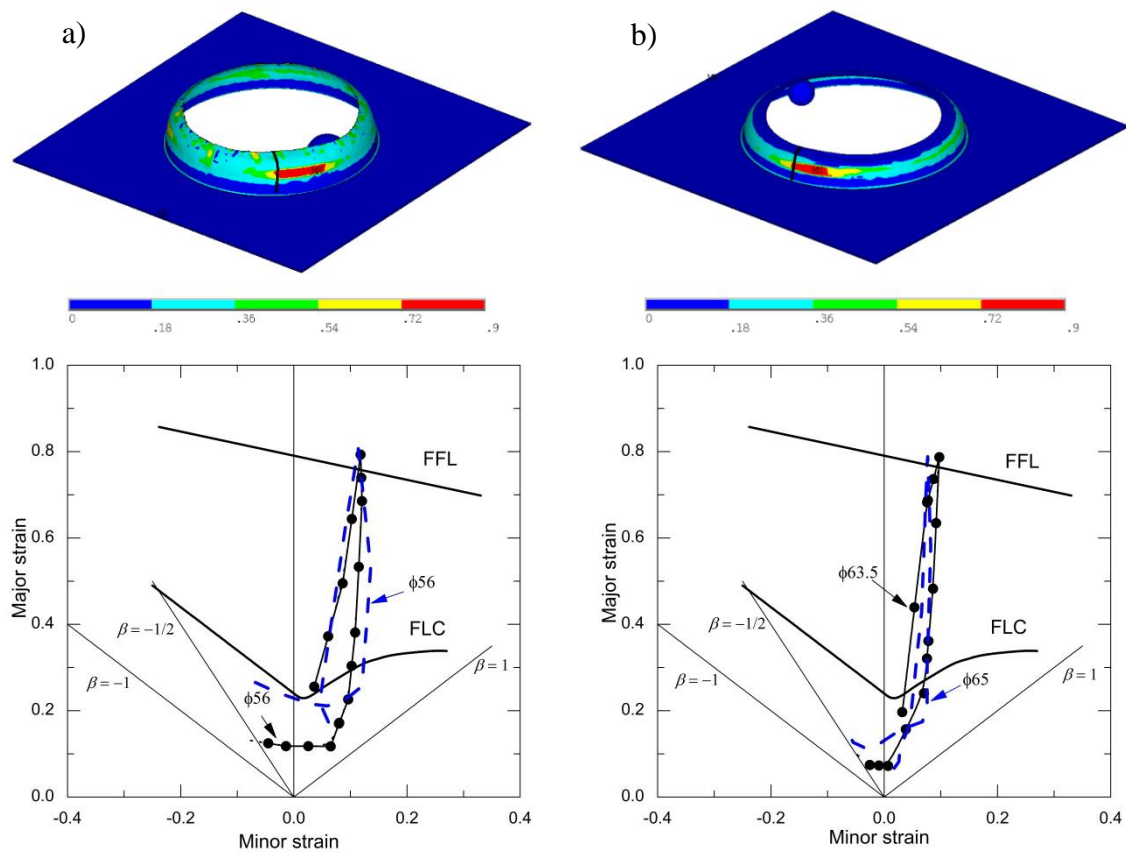 a)
b)
0 .18 .36 .54 .72 .9
0 .18 .36 .54 .72 .9
1.0
0.8
0.6
0.4
0.2
0.0
Major strain
FFL
ϕ56
FLC
β = −1/2
β = −1
β = 1
ϕ56
-0.4 -0.2 0.0 0.2 0.4
Minor strain
1.0
0.8
0.6
0.4
0.2
0.0
Major strain
FFL
ϕ63.5
FLC
β = −1/2
β = −1
β = 1
ϕ65
-0.4 -0.2 0.0 0.2 0.4
Minor strain